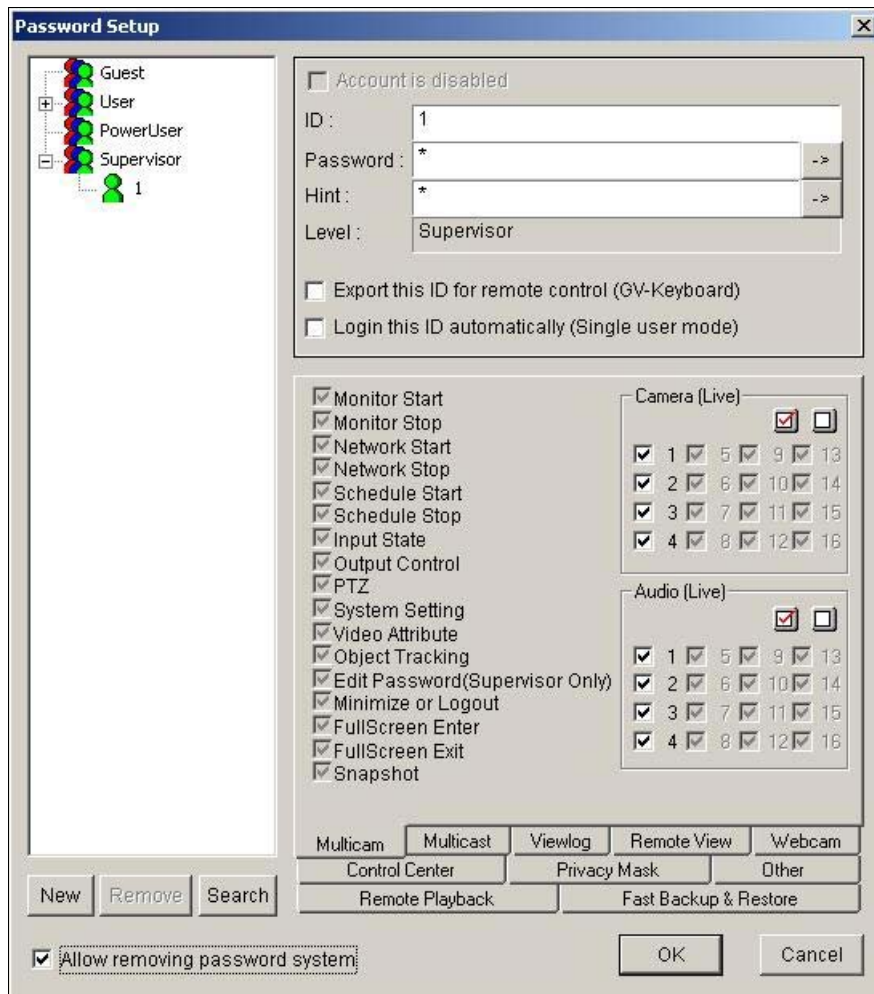 Password Setup
Guest
User
PowerUser
Supervisor
1
Account is disabled
ID : 1
Password : * ->
Hint : * ->
Level : Supervisor
Export this ID for remote control (GV-Keyboard)
Login this ID automatically (Single user mode)
Monitor Start
Monitor Stop
Network Start
Network Stop
Schedule Start
Schedule Stop
Input State
Output Control
PTZ
System Setting
Video Attribute
Object Tracking
Edit Password(Supervisor Only)
Minimize or Logout
FullScreen Enter
FullScreen Exit
Snapshot
Camera (Live)
1 5 9 13
2 6 10 14
3 7 11 15
4 8 12 16
Audio (Live)
1 5 9 13
2 6 10 14
3 7 11 15
4 8 12 16
Multicam Multicast Viewlog Remote View Webcam
Control Center Privacy Mask Other
Remote Playback Fast Backup & Restore
New Remove Search
Allow removing password system
OK Cancel